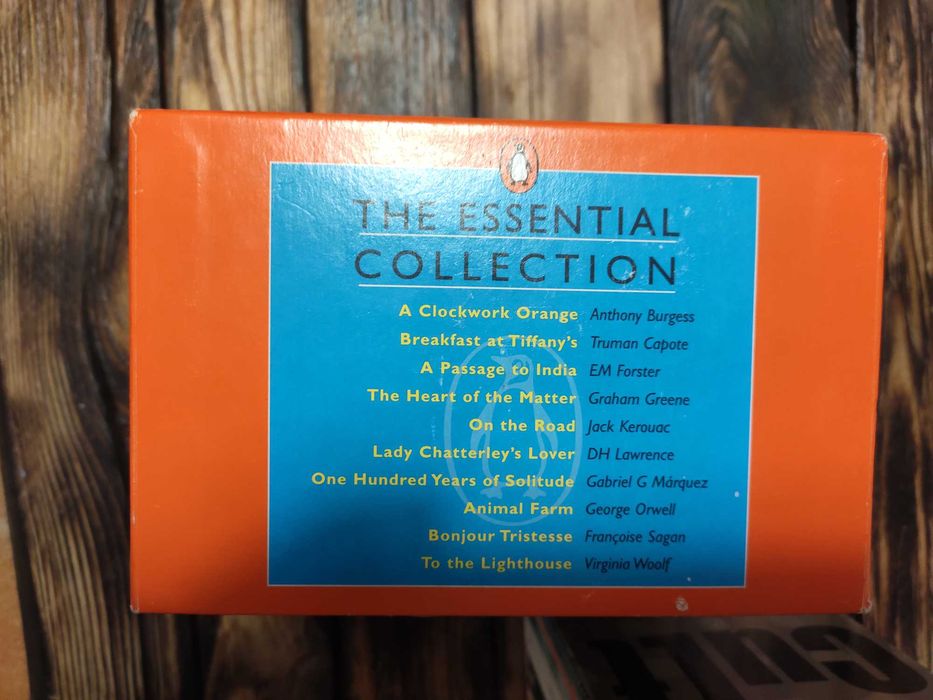 THE ESSENTIAL
COLLECTION
A Clockwork Orange Anthony Burgess
Breakfast at Tiffany's Truman Capote
A Passage to India EM Forster
The Heart of the Matter Graham Greene
On the Road Jack Kerouac
Lady Chatterley's Lover DH Lawrence
One Hundred Years of Solitude Gabriel G Márquez
Animal Farm George Orwell
Bonjour Tristesse Françoise Sagan
To the Lighthouse Virginia Woolf